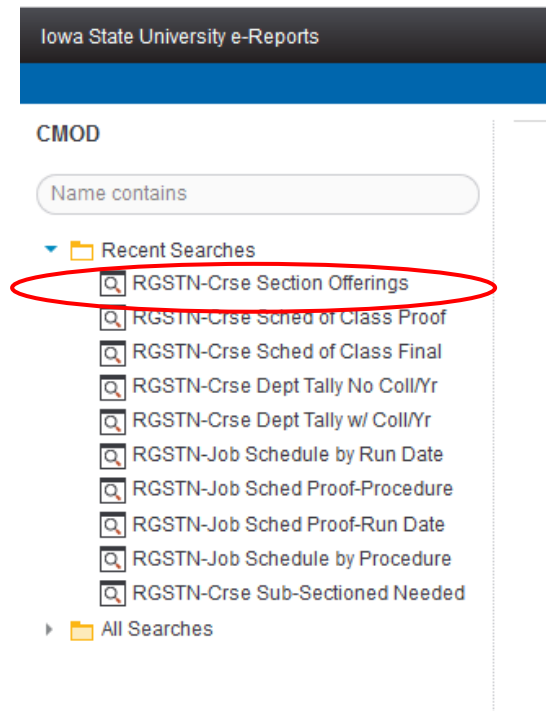 Iowa State University e-Reports
CMOD
Name contains
Recent Searches
RGSTN-Crse Section Offerings
RGSTN-Crse Sched of Class Proof
RGSTN-Crse Sched of Class Final
RGSTN-Crse Dept Tally No Coll/Yr
RGSTN-Crse Dept Tally w/ Coll/Yr
RGSTN-Job Schedule by Run Date
RGSTN-Job Sched Proof-Procedure
RGSTN-Job Sched Proof-Run Date
RGSTN-Job Schedule by Procedure
RGSTN-Crse Sub-Sectioned Needed
All Searches